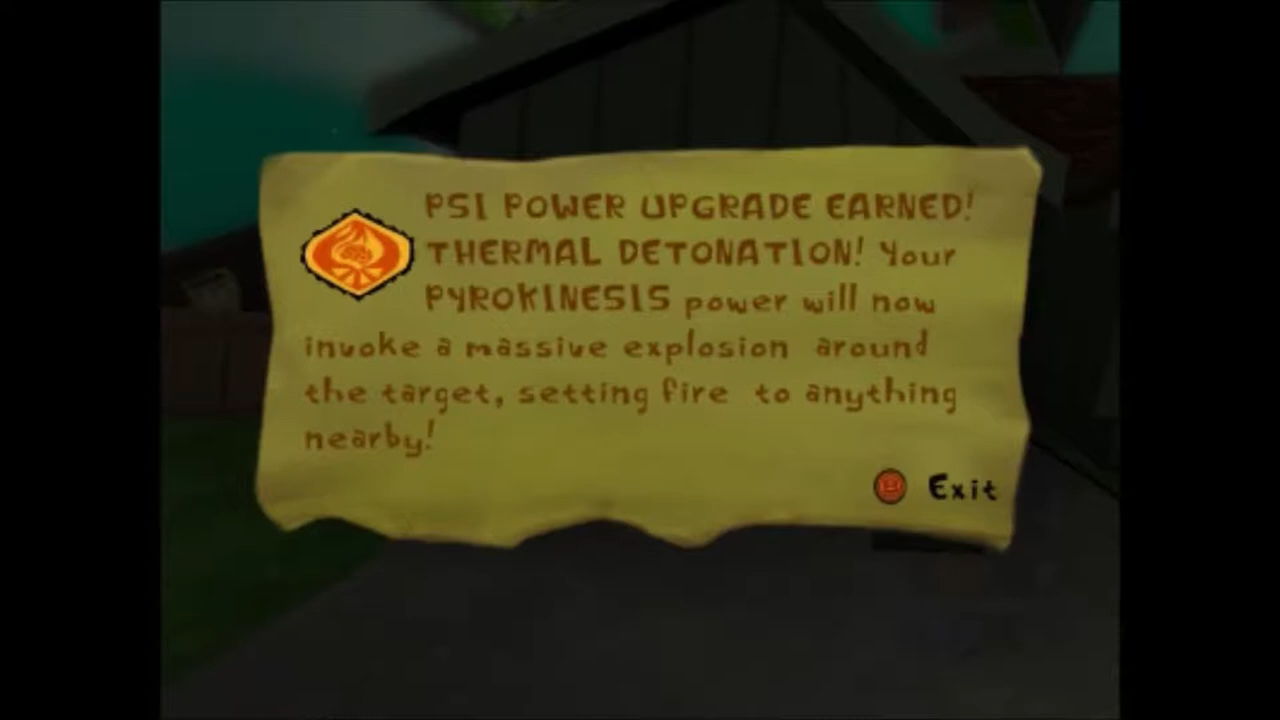 PSI POWER UPGRADE EARNED!
THERMAL DETONATION! Your
PYROKINESIS power will now
invoke a massive explosion around
the target, setting fire to anything
nearby!
Exit